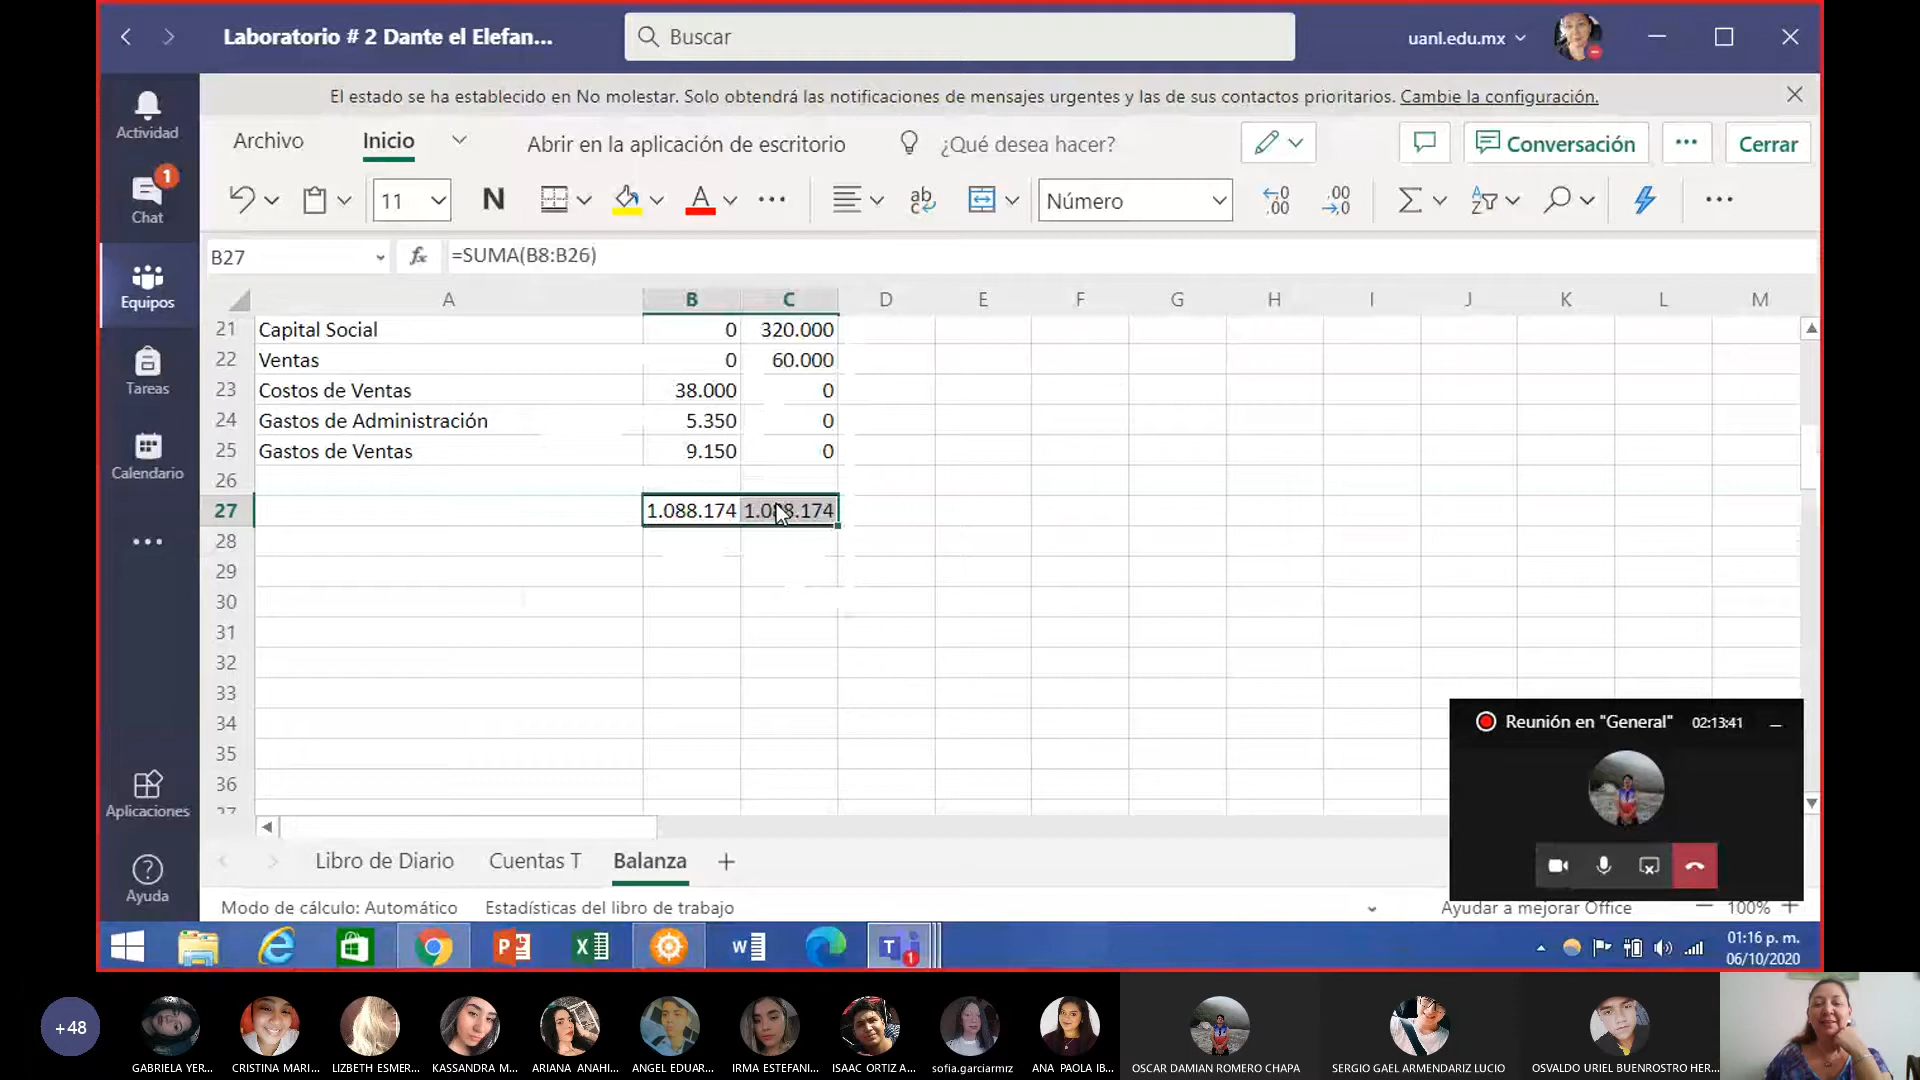 Laboratorio # 2 Dante el Elefan...
Buscar
uanl.edu.mx
El estado se ha establecido en No molestar. Solo obtendrá las notificaciones de mensajes urgentes y las de sus contactos prioritarios. Cambie la configuración.
Actividad
Chat
1
Equipos
Tareas
Calendario
Aplicaciones
Ayuda
Archivo
Inicio
Abrir en la aplicación de escritorio
¿Qué desea hacer?
Conversación
Cerrar
11
N
A
ab
Número
B27
fx
=SUMA(B8:B26)
A B C D E F G H I J K L M
21 Capital Social 0 320.000
22 Ventas 0 60.000
23 Costos de Ventas 38.000 0
24 Gastos de Administración 5.350 0
25 Gastos de Ventas 9.150 0
26
27 1.088.174 1.088.174
28
29
30
31
32
33
34
35
36
Reunión en "General" 02:13:41
Libro de Diario
Cuentas T
Balanza
Modo de cálculo: Automático
Estadísticas del libro de trabajo
Ayudar a mejorar Office
100%
01:16 p. m.
06/10/2020
+48
GABRIELA YER...
CRISTINA MARI...
LIZBETH ESMER...
KASSANDRA M...
ARIANA ANAHI...
ANGEL EDUAR...
IRMA ESTEFANI...
ISAAC ORTIZ A...
sofia.garciarmrz
ANA PAOLA IB...
OSCAR DAMIAN ROMERO CHAPA
SERGIO GAEL ARMENDARIZ LUCIO
OSVALDO URIEL BUENROSTRO HER...